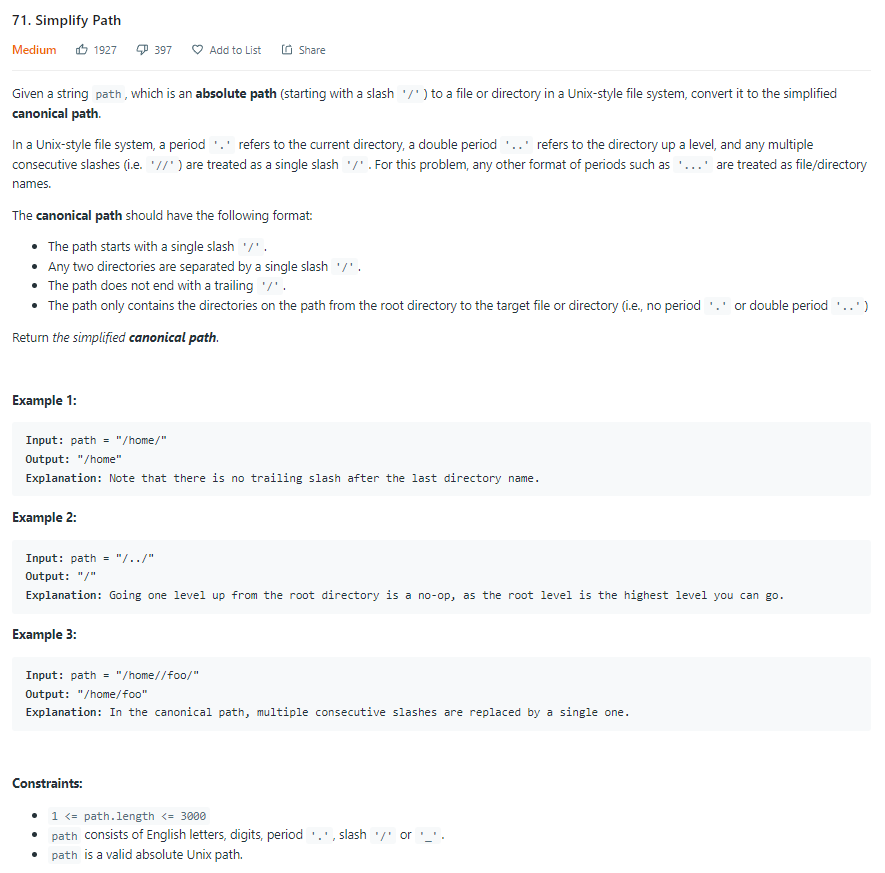 71. Simplify Path
Medium 1927 397 Add to List Share
Given a string path, which is an absolute path (starting with a slash '/') to a file or directory in a Unix-style file system, convert it to the simplified
canonical path.
In a Unix-style file system, a period '.' refers to the current directory, a double period '..' refers to the directory up a level, and any multiple
consecutive slashes (i.e. '//') are treated as a single slash '/'. For this problem, any other format of periods such as '...' are treated as file/directory
names.
The canonical path should have the following format:
• The path starts with a single slash '/'.
• Any two directories are separated by a single slash '/'.
• The path does not end with a trailing '/'.
• The path only contains the directories on the path from the root directory to the target file or directory (i.e., no period '.' or double period '..')
Return the simplified canonical path.
Example 1:
Input: path = "/home/"
Output: "/home"
Explanation: Note that there is no trailing slash after the last directory name.
Example 2:
Input: path = "/../"
Output: "/"
Explanation: Going one level up from the root directory is a no-op, as the root level is the highest level you can go.
Example 3:
Input: path = "/home//foo/"
Output: "/home/foo"
Explanation: In the canonical path, multiple consecutive slashes are replaced by a single one.
Constraints:
• 1 <= path.length <= 3000
• path consists of English letters, digits, period '.', slash '/' or '_'.
• path is a valid absolute Unix path.